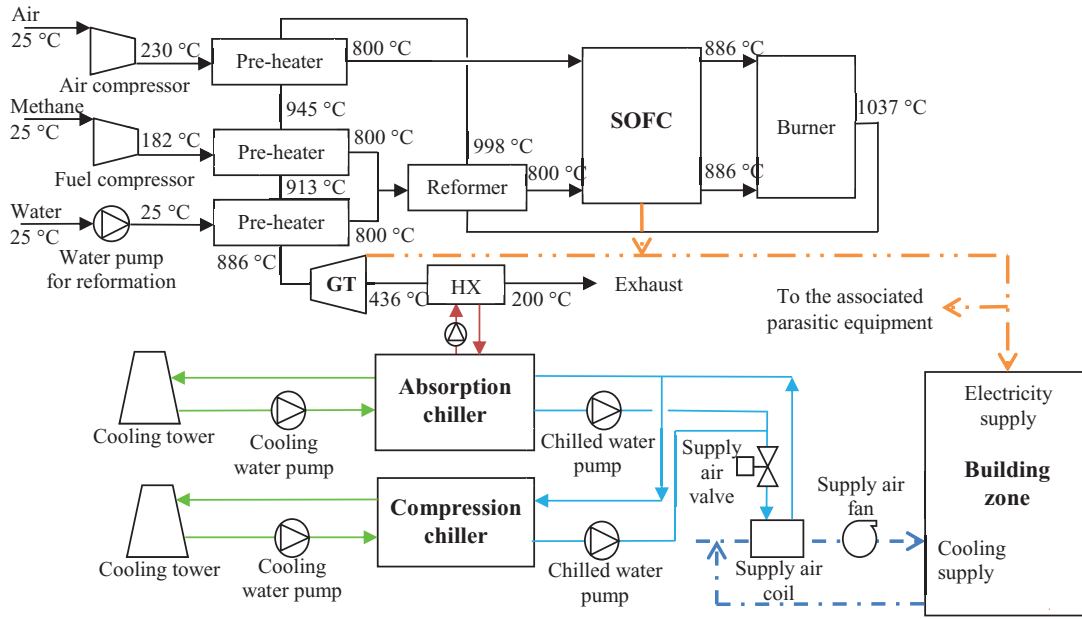 Air
25 °C
230 °C
Air compressor
Pre-heater
800 °C
945 °C
Methane
25 °C
182 °C
Fuel compressor
Pre-heater
800 °C
913 °C
Water
25 °C
25 °C
Water pump
for reformation
Pre-heater
800 °C
886 °C
998 °C
Reformer
800 °C
SOFC
886 °C
886 °C
Burner
1037 °C
GT
436 °C
HX
200 °C
Exhaust
To the associated
parasitic equipment
Absorption
chiller
Cooling tower
Cooling
water pump
Chilled water
pump
Supply
air
valve
Compression
chiller
Cooling tower
Cooling
water pump
Chilled water
pump
Supply air
coil
Supply air
fan
Electricity
supply
Building
zone
Cooling
supply